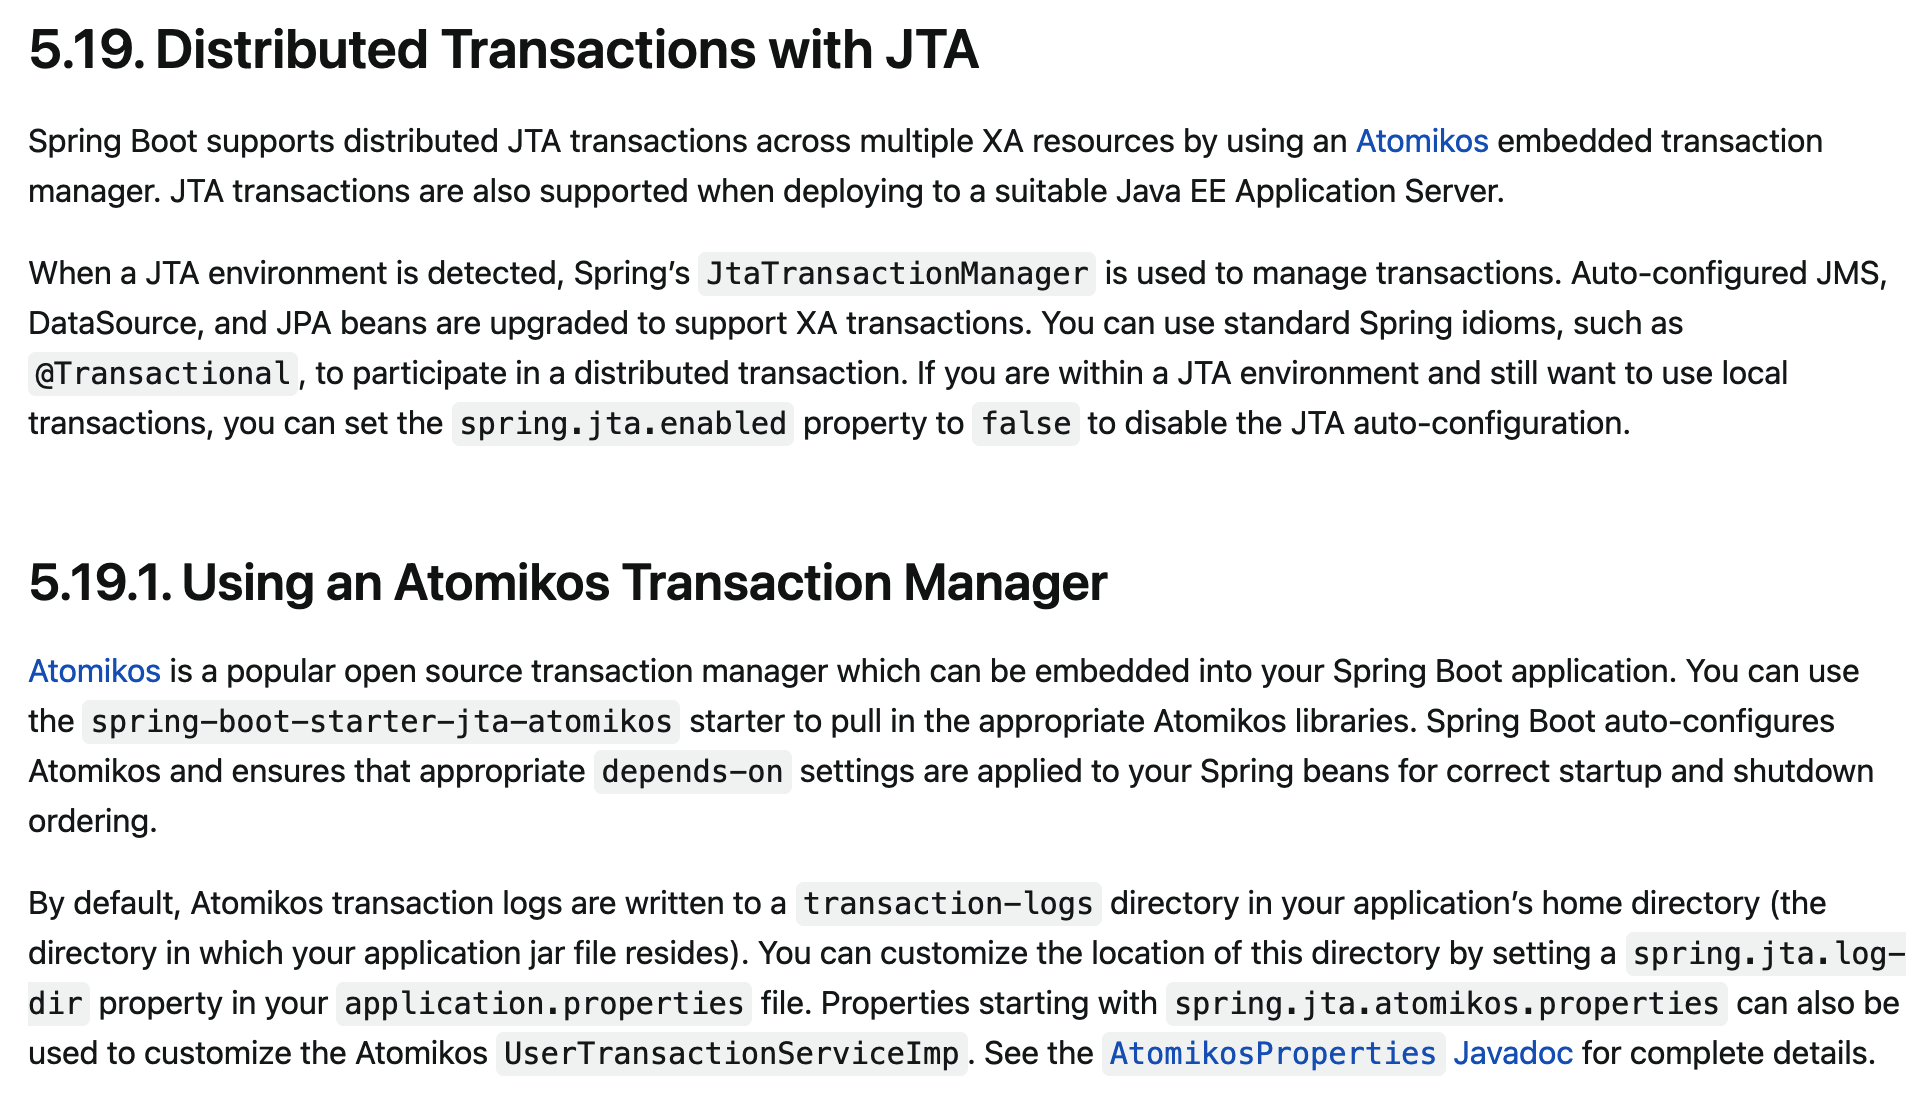 5.19. Distributed Transactions with JTA
Spring Boot supports distributed JTA transactions across multiple XA resources by using an Atomikos embedded transaction
manager. JTA transactions are also supported when deploying to a suitable Java EE Application Server.
When a JTA environment is detected, Spring’s JtaTransactionManager is used to manage transactions. Auto-configured JMS,
DataSource, and JPA beans are upgraded to support XA transactions. You can use standard Spring idioms, such as
@Transactional, to participate in a distributed transaction. If you are within a JTA environment and still want to use local
transactions, you can set the spring.jta.enabled property to false to disable the JTA auto-configuration.
5.19.1. Using an Atomikos Transaction Manager
Atomikos is a popular open source transaction manager which can be embedded into your Spring Boot application. You can use
the spring-boot-starter-jta-atomikos starter to pull in the appropriate Atomikos libraries. Spring Boot auto-configures
Atomikos and ensures that appropriate depends-on settings are applied to your Spring beans for correct startup and shutdown
ordering.
By default, Atomikos transaction logs are written to a transaction-logs directory in your application’s home directory (the
directory in which your application jar file resides). You can customize the location of this directory by setting a spring.jta.log-
dir property in your application.properties file. Properties starting with spring.jta.atomikos.properties can also be
used to customize the Atomikos UserTransactionServiceImp. See the AtomikosProperties Javadoc for complete details.